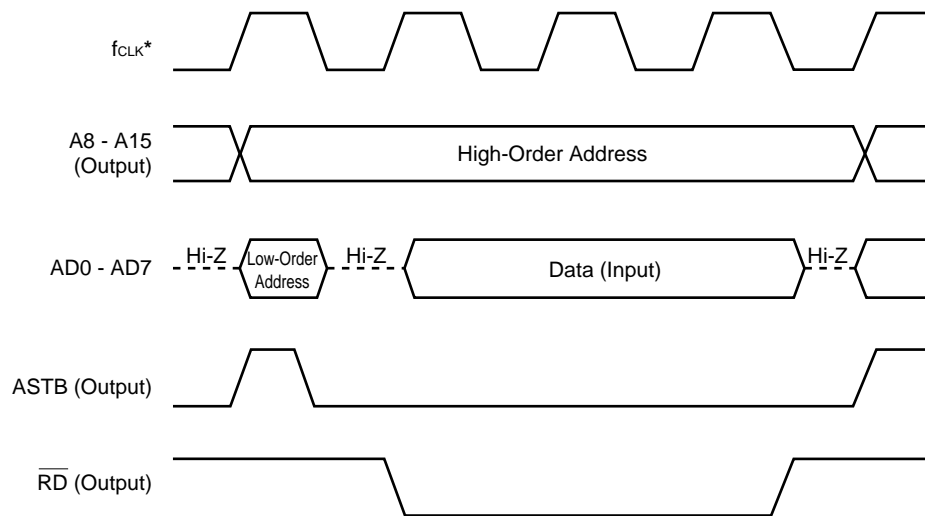 fCLK*
A8 - A15
(Output)
High-Order Address
AD0 - AD7
Hi-Z
Low-Order
Address
Hi-Z
Data (Input)
Hi-Z
ASTB (Output)
RD (Output)